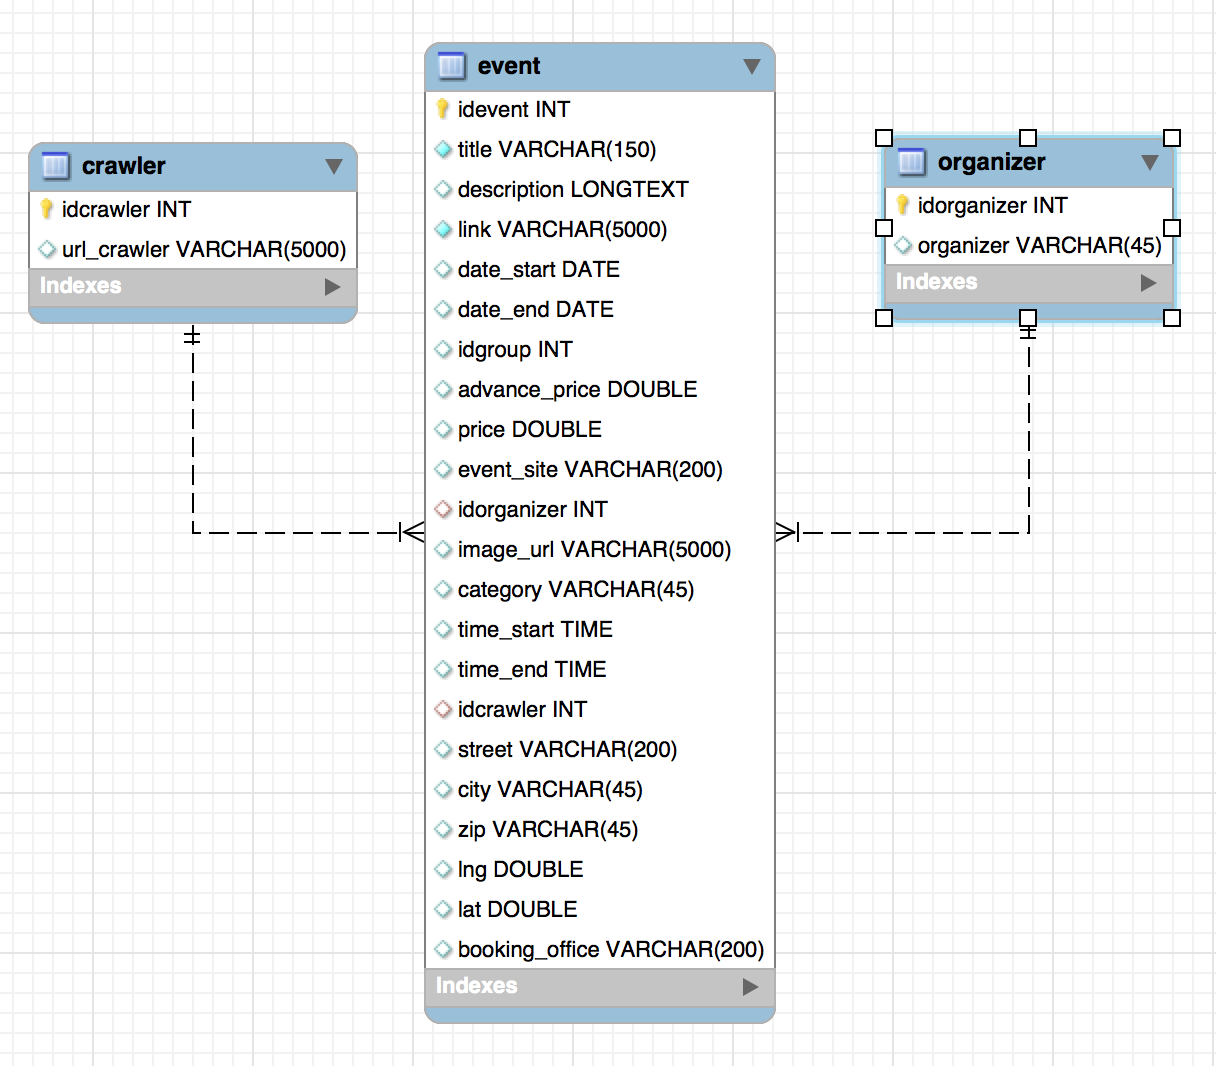 crawler
idcrawler INT
url_crawler VARCHAR(5000)
Indexes
event
idevent INT
title VARCHAR(150)
description LONGTEXT
link VARCHAR(5000)
date_start DATE
date_end DATE
idgroup INT
advance_price DOUBLE
price DOUBLE
event_site VARCHAR(200)
idorganizer INT
image_url VARCHAR(5000)
category VARCHAR(45)
time_start TIME
time_end TIME
idcrawler INT
street VARCHAR(200)
city VARCHAR(45)
zip VARCHAR(45)
lng DOUBLE
lat DOUBLE
booking_office VARCHAR(200)
Indexes
organizer
idorganizer INT
organizer VARCHAR(45)
Indexes